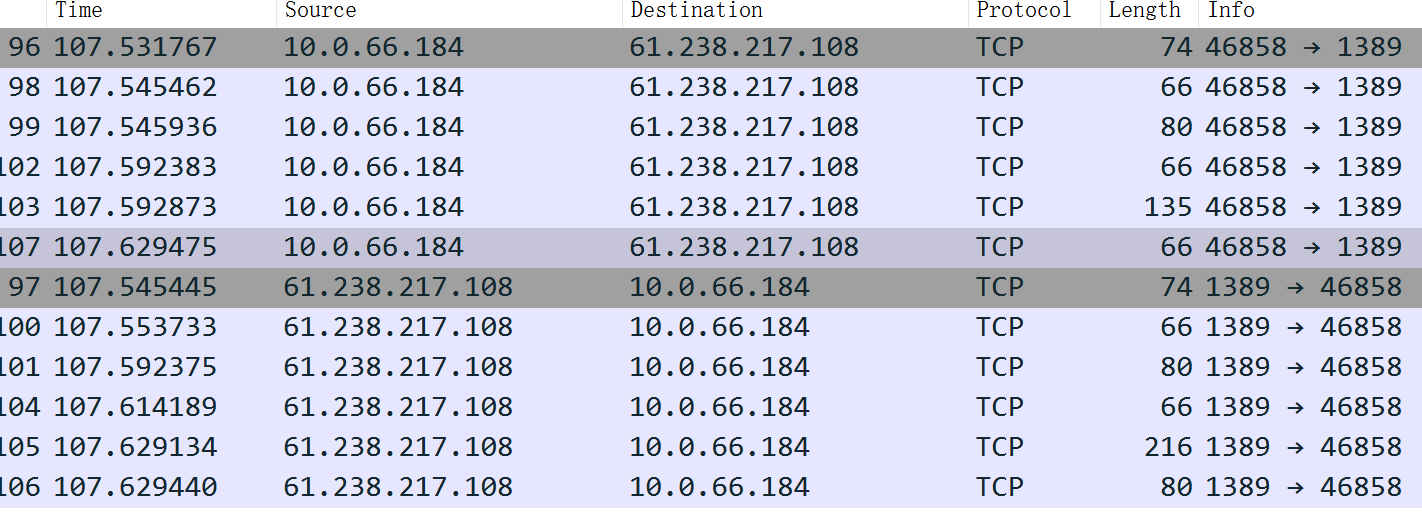 Time Source Destination Protocol Length Info
96 107.531767 10.0.66.184 61.238.217.108 TCP 74 46858 → 1389
98 107.545462 10.0.66.184 61.238.217.108 TCP 66 46858 → 1389
99 107.545936 10.0.66.184 61.238.217.108 TCP 80 46858 → 1389
102 107.592383 10.0.66.184 61.238.217.108 TCP 66 46858 → 1389
103 107.592873 10.0.66.184 61.238.217.108 TCP 135 46858 → 1389
107 107.629475 10.0.66.184 61.238.217.108 TCP 66 46858 → 1389
97 107.545445 61.238.217.108 10.0.66.184 TCP 74 1389 → 46858
100 107.553733 61.238.217.108 10.0.66.184 TCP 66 1389 → 46858
101 107.592375 61.238.217.108 10.0.66.184 TCP 80 1389 → 46858
104 107.614189 61.238.217.108 10.0.66.184 TCP 66 1389 → 46858
105 107.629134 61.238.217.108 10.0.66.184 TCP 216 1389 → 46858
106 107.629440 61.238.217.108 10.0.66.184 TCP 80 1389 → 46858